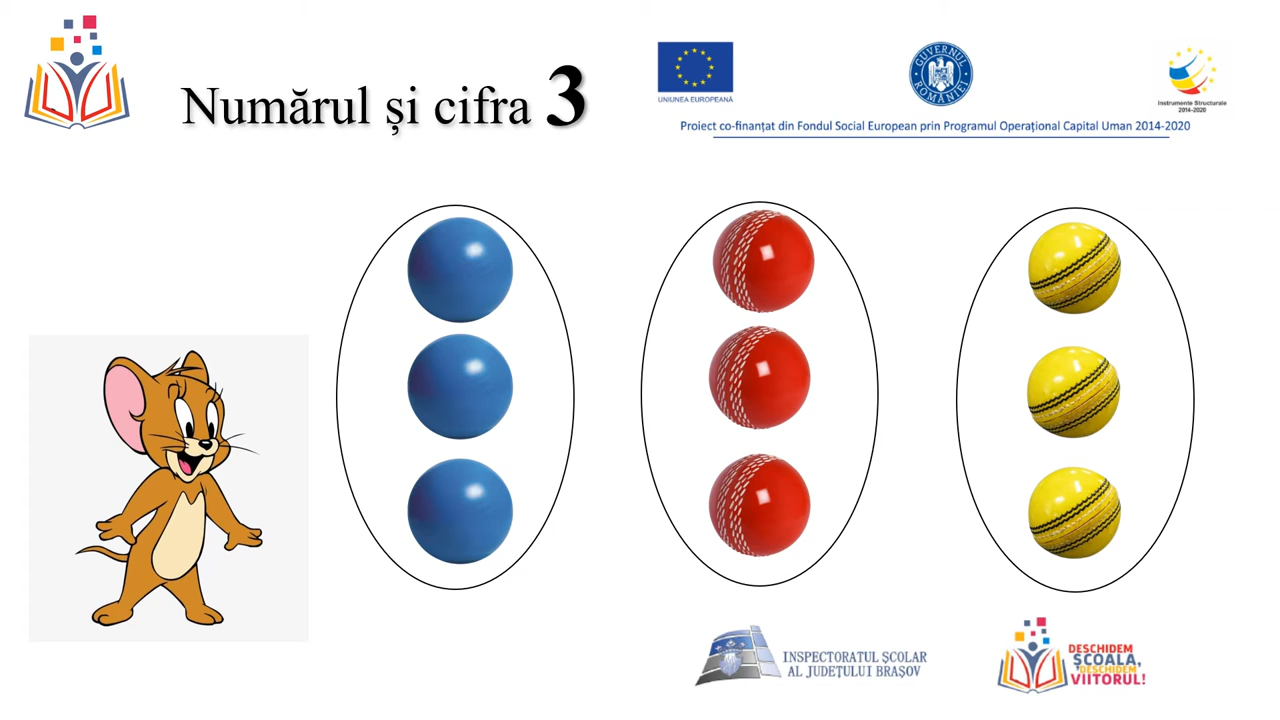 Numărul și cifra 3
UNIUNEA EUROPEANĂ
GUVERNUL ROMÂNIEI
Instrumente Structurale
2014-2020
Proiect co-finanțat din Fondul Social European prin Programul Operațional Capital Uman 2014-2020
INSPECTORATUL ȘCOLAR
AL JUDEȚULUI BRAȘOV
DESCHIDEM
ȘCOALA,
DESCHIDEM
VIITORUL!